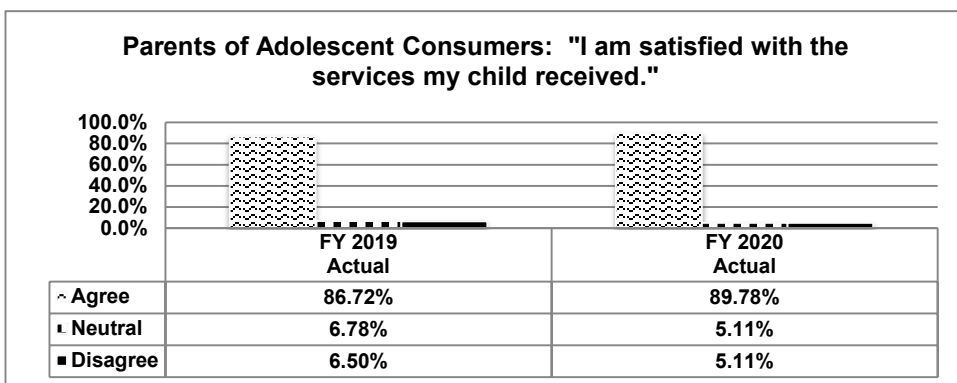 Parents of Adolescent Consumers: "I am satisfied with the
services my child received."
100.0%
80.0%
60.0%
40.0%
20.0%
0.0%
FY 2019 FY 2020
Actual Actual
Agree 86.72% 89.78%
Neutral 6.78% 5.11%
Disagree 6.50% 5.11%